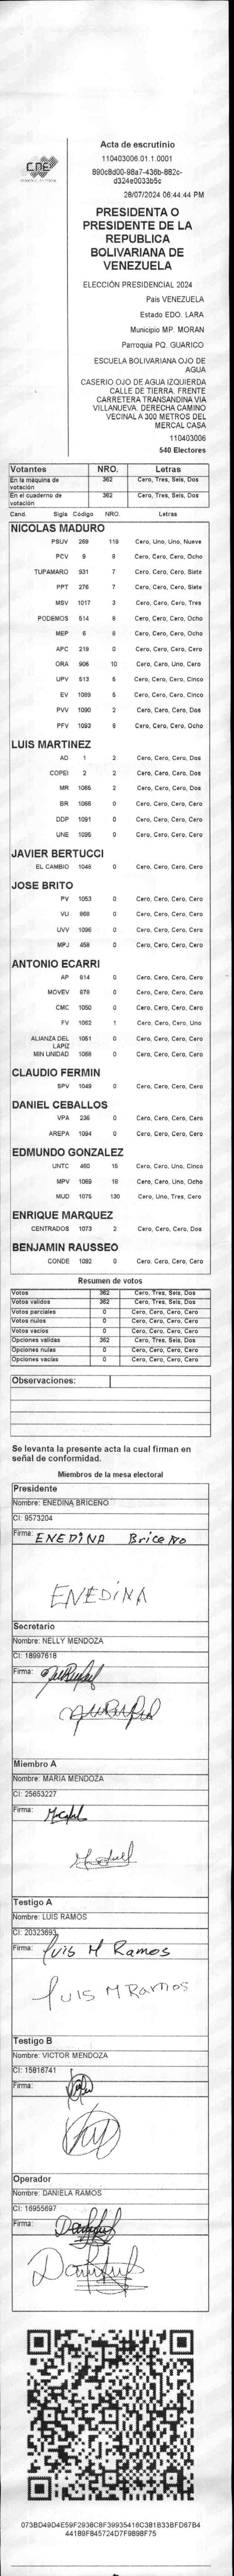 CNE
Acta de escrutinio
110403006.01.1.0001
890c8d00-98a7-436b-882c-
d324e0033b5c
28/07/2024 06:44:44 PM
PRESIDENTA O
PRESIDENTE DE LA
REPUBLICA
BOLIVARIANA DE
VENEZUELA
ELECCIÓN PRESIDENCIAL 2024
País VENEZUELA
Estado EDO. LARA
Municipio MP. MORAN
Parroquia PQ. GUARICO
ESCUELA BOLIVARIANA OJO DE
AGUA
CASERIO OJO DE AGUA IZQUIERDA
CALLE DE TIERRA. FRENTE
CARRETERA TRANSANDINA VIA
VILLANUEVA. DERECHA CAMINO
VECINAL A 300 METROS DEL
MERCAL CASA
110403006
540 Electores
Votantes NRO. Letras
En la máquina de votación 362 Cero, Tres, Seis, Dos
En el cuaderno de votación 362 Cero, Tres, Seis, Dos
Cand. Sigla Código NRO. Letras
NICOLAS MADURO
PSUV 269 119 Cero, Uno, Uno, Nueve
PCV 9 8 Cero, Cero, Cero, Ocho
TUPAMARO 931 7 Cero, Cero, Cero, Siete
PPT 276 7 Cero, Cero, Cero, Siete
MSV 1017 3 Cero, Cero, Cero, Tres
PODEMOS 514 8 Cero, Cero, Cero, Ocho
MEP 6 8 Cero, Cero, Cero, Ocho
APC 219 0 Cero, Cero, Cero, Cero
ORA 906 10 Cero, Cero, Uno, Cero
UPV 513 5 Cero, Cero, Cero, Cinco
EV 1089 5 Cero, Cero, Cero, Cinco
PVV 1090 2 Cero, Cero, Cero, Dos
PFV 1093 8 Cero, Cero, Cero, Ocho
LUIS MARTINEZ
AD 1 2 Cero, Cero, Cero, Dos
COPEI 2 2 Cero, Cero, Cero, Dos
MR 1065 2 Cero, Cero, Cero, Dos
BR 1066 0 Cero, Cero, Cero, Cero
DDP 1091 0 Cero, Cero, Cero, Cero
UNE 1095 0 Cero, Cero, Cero, Cero
JAVIER BERTUCCI
EL CAMBIO 1046 0 Cero, Cero, Cero, Cero
JOSE BRITO
PV 1053 0 Cero, Cero, Cero, Cero
VU 868 0 Cero, Cero, Cero, Cero
UVV 1096 0 Cero, Cero, Cero, Cero
MPJ 458 0 Cero, Cero, Cero, Cero
ANTONIO ECARRI
AP 914 0 Cero, Cero, Cero, Cero
MOVEV 978 0 Cero, Cero, Cero, Cero
CMC 1050 0 Cero, Cero, Cero, Cero
FV 1062 1 Cero, Cero, Cero, Uno
ALIANZA DEL LAPIZ 1051 0 Cero, Cero, Cero, Cero
MIN UNIDAD 1068 0 Cero, Cero, Cero, Cero
CLAUDIO FERMIN
SPV 1049 0 Cero, Cero, Cero, Cero
DANIEL CEBALLOS
VPA 236 0 Cero, Cero, Cero, Cero
AREPA 1094 0 Cero, Cero, Cero, Cero
EDMUNDO GONZALEZ
UNTC 460 15 Cero, Cero, Uno, Cinco
MPV 1069 18 Cero, Cero, Uno, Ocho
MUD 1075 130 Cero, Uno, Tres, Cero
ENRIQUE MARQUEZ
CENTRADOS 1073 2 Cero, Cero, Cero, Dos
BENJAMIN RAUSSEO
CONDE 1092 0 Cero, Cero, Cero, Cero
Resumen de votos
Votos 362 Cero, Tres, Seis, Dos
Votos validos 362 Cero, Tres, Seis, Dos
Votos parciales 0 Cero, Cero, Cero, Cero
Votos nulos 0 Cero, Cero, Cero, Cero
Votos vacíos 0 Cero, Cero, Cero, Cero
Opciones validas 362 Cero, Tres, Seis, Dos
Opciones nulas 0 Cero, Cero, Cero, Cero
Opciones vacías 0 Cero, Cero, Cero, Cero
Observaciones:
Se levanta la presente acta la cual firman en
señal de conformidad.
Miembros de la mesa electoral
Presidente
Nombre: ENEDINA BRICEÑO
CI: 9573204
Firma: ENEDINA Briceño
ENEDINA
Secretario
Nombre: NELLY MENDOZA
CI: 18997618
Firma:
Miembro A
Nombre: MARIA MENDOZA
CI: 25653227
Firma:
Testigo A
Nombre: LUIS RAMOS
CI: 20323693
Firma: Luis M Ramos
Luis M Ramos
Testigo B
Nombre: VICTOR MENDOZA
CI: 15816741
Firma:
Operador
Nombre: DANIELA RAMOS
CI: 16955697
Firma:
073BD49D4E59F2938C8F39935416C381B33BFD67B4
44189F845724D7F9898F75